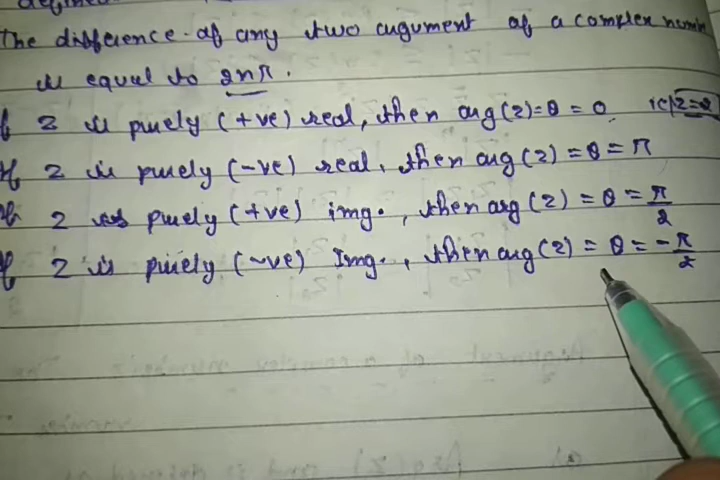 The difference of any two argument of a complex
is equal to 2nπ.
If z is purely (+ve) real, then arg(z)=θ=0
If z is purely (-ve) real, then arg(z)=θ=π
If z is purely (+ve) img., then arg(z)=θ=π/2
If z is purely (-ve) Img., then arg(z)=θ=-π/2